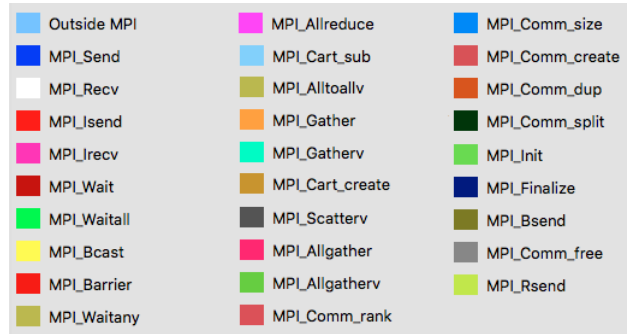 Outside MPI
MPI_Send
MPI_Recv
MPI_Isend
MPI_Irecv
MPI_Wait
MPI_Waitall
MPI_Bcast
MPI_Barrier
MPI_Waitany
MPI_Allreduce
MPI_Cart_sub
MPI_Alltoallv
MPI_Gather
MPI_Gatherv
MPI_Cart_create
MPI_Scatterv
MPI_Allgather
MPI_Allgatherv
MPI_Comm_rank
MPI_Comm_size
MPI_Comm_create
MPI_Comm_dup
MPI_Comm_split
MPI_Init
MPI_Finalize
MPI_Bsend
MPI_Comm_free
MPI_Rsend